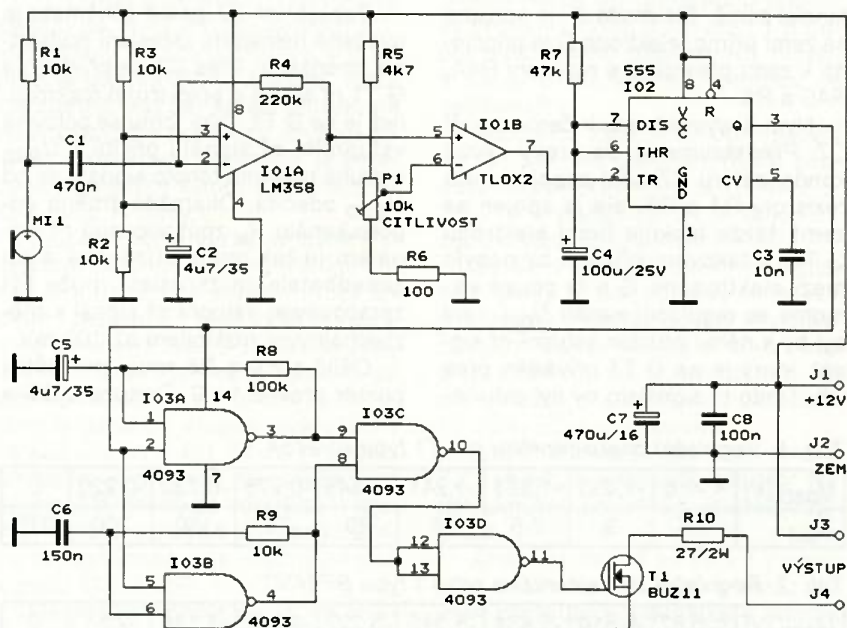 R1
10k
R3
10k
R4
220k
R5
4k7
R7
47k
555
IO2
8
4
R
VCC
7
DIS
Q
3
6
THR
2
TR
CV
5
GND
1
C1
470n
8
3
2
1
4
IO1A
LM358
5
6
7
IO1B
TL0X2
MI1
R2
10k
C2
4u7/35
P1
10k
CITLIVOST
R6
100
C4
100u/25V
C3
10n
C5
4u7/35
R8
100k
IO3A
14
1
2
3
7
4093
IO3C
9
8
10
4093
C6
150n
R9
10k
IO3B
5
6
4
4093
IO3D
12
13
11
4093
C7
470u/16
C8
100n
R10
27/2W
T1
BUZ11
J1
+12V
J2
ZEM
J3
VÝSTUP
J4